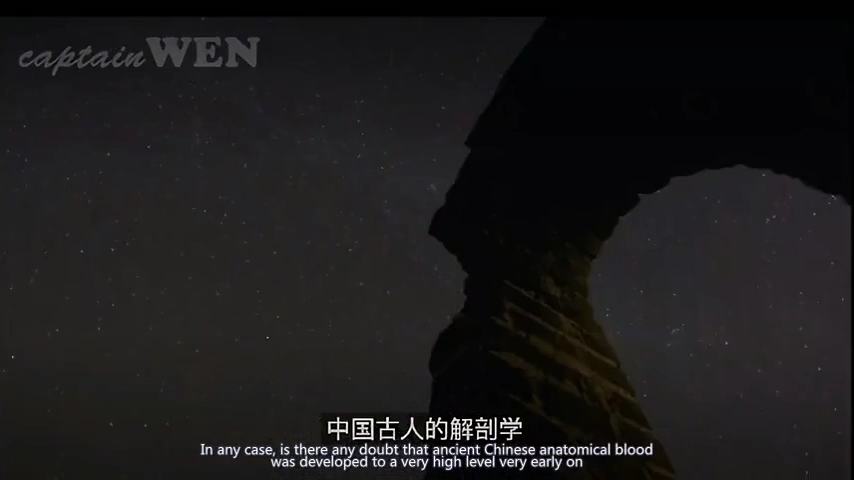 captainWEN
中国古人的解剖学
In any case, is there any doubt that ancient Chinese anatomical blood
was developed to a very high level very early on